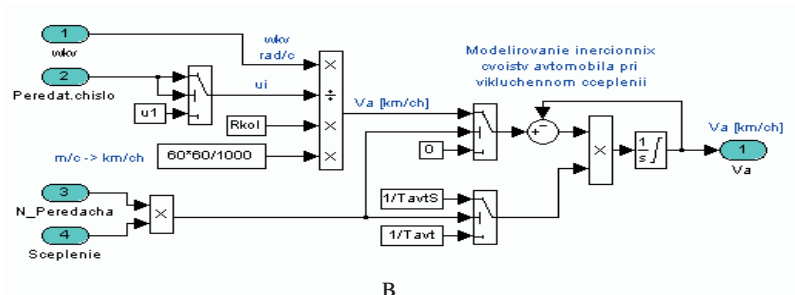 1
wkv
2
Peredat.chislo
u1
wkv
rad/c
ui
×
÷
×
×
Rkol
m/c -> km/ch
60*60/1000
Va [km/ch]
3
N_Peredacha
4
Sceplenie
×
0
1/TavtS
1/Tavt
Modelirovanie inercionnix
cvoistv avtomobila pri
vikluchennom cceplenii
+ −
×
1
s
Va [km/ch]
1
Va
B